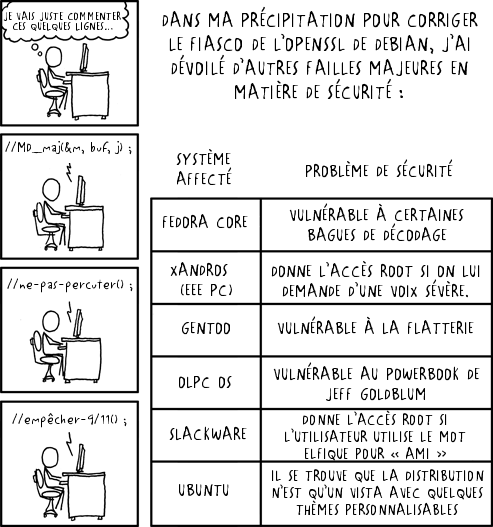 JE VAIS JUSTE COMMENTER
CES QUELQUES LIGNES...
//MD_maj(&m, buf, j) ;
//ne-pas-percuter() ;
//empêcher-9/11() ;
DANS MA PRÉCIPITATION POUR CORRIGER
LE FIASCO DE L'OPENSSL DE DEBIAN, J'AI
DÉVOILÉ D'AUTRES FAILLES MAJEURES EN
MATIÈRE DE SÉCURITÉ :
SYSTÈME
AFFECTÉ
PROBLÈME DE SÉCURITÉ
FEDORA CORE
VULNÉRABLE À CERTAINES
BAGUES DE DÉCODAGE
XANDROS
(EEE PC)
DONNE L'ACCÈS ROOT SI ON LUI
DEMANDE D'UNE VOIX SÉVÈRE.
GENTOO
VULNÉRABLE À LA FLATTERIE
OLPC OS
VULNÉRABLE AU POWERBOOK DE
JEFF GOLDBLUM
SLACKWARE
DONNE L'ACCÈS ROOT SI
L'UTILISATEUR UTILISE LE MOT
ELFIQUE POUR « AMI »
UBUNTU
IL SE TROUVE QUE LA DISTRIBUTION
N'EST QU'UN VISTA AVEC QUELQUES
THÈMES PERSONNALISABLES